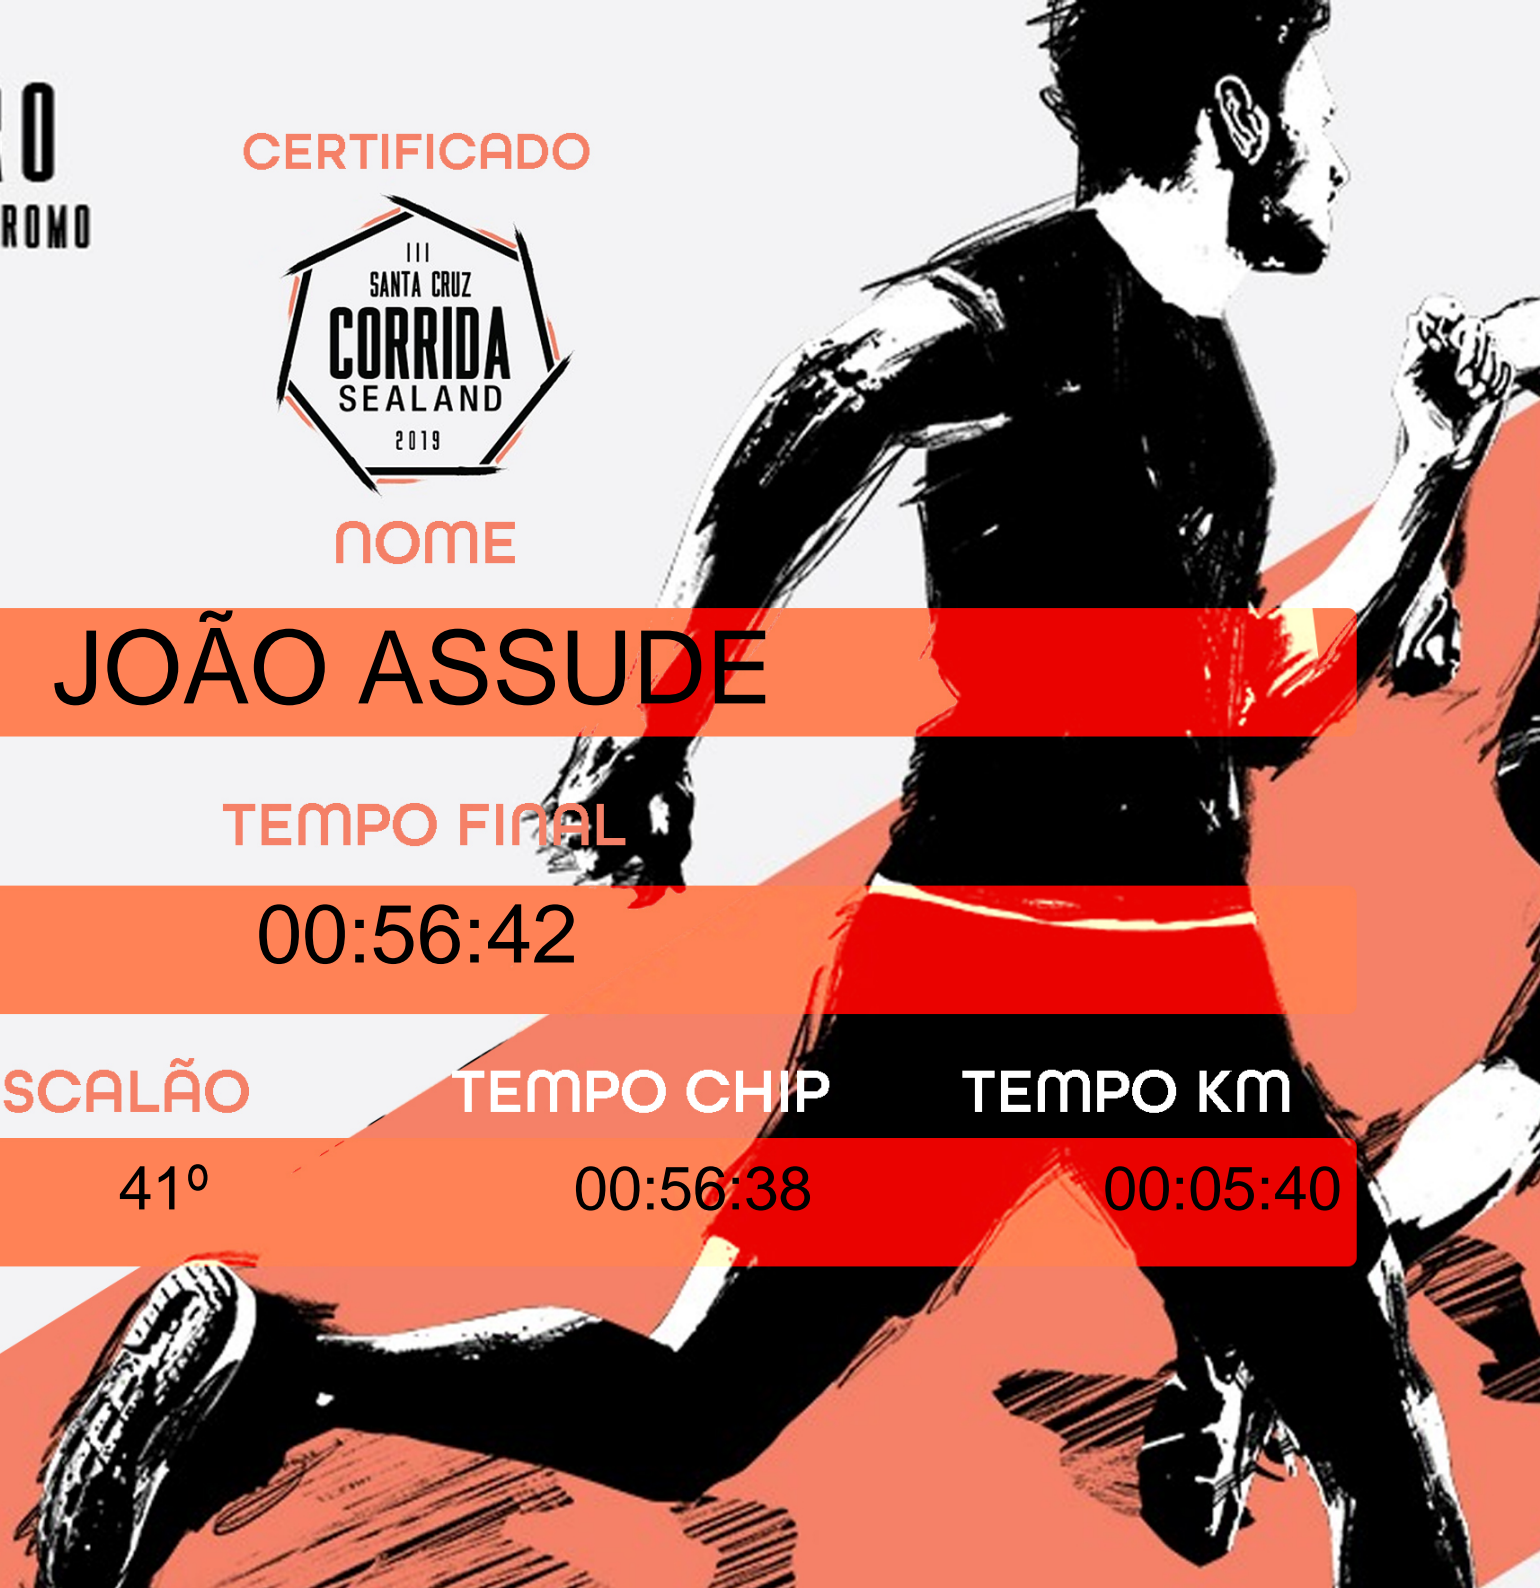 CERTIFICADO
III
SANTA CRUZ
CORRIDA
SEALAND
2019
NOME
JOÃO ASSUDE
TEMPO FINAL
00:56:42
SCALÃO TEMPO CHIP TEMPO KM
41º 00:56:38 00:05:40